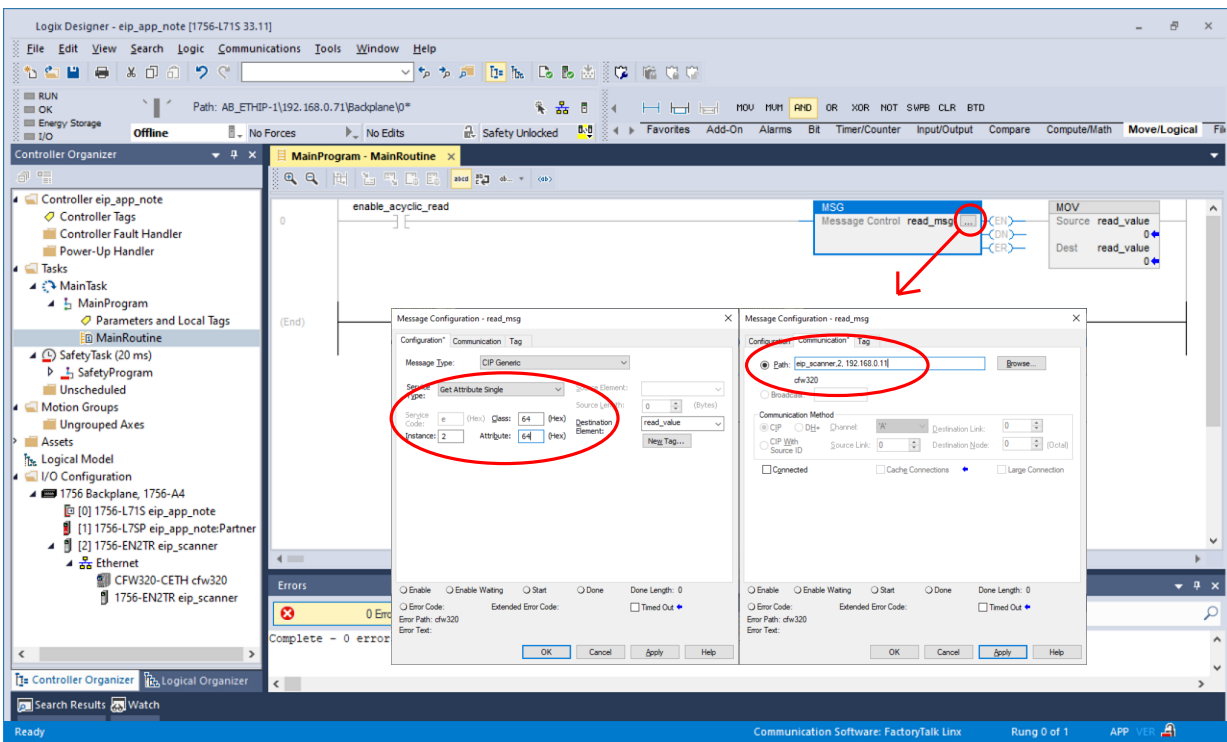 Logix Designer - eip_app_note [1756-L71S 33.11]
File Edit View Search Logic Communications Tools Window Help
RUN
OK
Energy Storage
I/O
Path: AB_ETHIP-1\192.168.0.71\Backplane\0*
Offline
No Forces
No Edits
Safety Unlocked
MOV MVM AND OR XOR NOT SWPB CLR BTD
Favorites Add-On Alarms Bit Timer/Counter Input/Output Compare Compute/Math Move/Logical
Controller Organizer
MainProgram - MainRoutine
Controller eip_app_note
Controller Tags
Controller Fault Handler
Power-Up Handler
Tasks
MainTask
MainProgram
Parameters and Local Tags
MainRoutine
SafetyTask (20 ms)
SafetyProgram
Unscheduled
Motion Groups
Ungrouped Axes
Assets
Logical Model
I/O Configuration
1756 Backplane, 1756-A4
[0] 1756-L71S eip_app_note
[1] 1756-L7SP eip_app_note:Partner
[2] 1756-EN2TR eip_scanner
Ethernet
CFW320-CETH cfw320
1756-EN2TR eip_scanner
Controller Organizer
Logical Organizer
abcd
ab...
<ab>
0
enable_acyclic_read
MSG
Message Control read_msg ...
EN
DN
ER
MOV
Source read_value
0
Dest read_value
0
(End)
Message Configuration - read_msg
Configuration* Communication Tag
Message Type: CIP Generic
Service Type: Get Attribute Single
Element:
Source Length: 0 (Bytes)
Service Code: e (Hex) Class: 64 (Hex)
Destination Element: read_value
Instance: 2 Attribute: 64 (Hex)
New Tag...
Enable Enable Waiting Start Done Done Length: 0
Error Code: Extended Error Code: Timed Out
Error Path: cfw320
Error Text:
OK Cancel Apply Help
Message Configuration - read_msg
Configuration Communication* Tag
Path: eip_scanner,2, 192.168.0.11
Browse...
cfw320
Broadcast:
Communication Method
CIP DH+ Channel: 'A' Destination Link: 0
CIP With Source ID Source Link: 0 Destination Node: 0 (Octal)
Connected Cache Connections Large Connection
Enable Enable Waiting Start Done Done Length: 0
Error Code: Extended Error Code: Timed Out
Error Path: cfw320
Error Text:
OK Cancel Apply Help
Errors
0
Complete - 0 error
Search Results Watch
Ready
Communication Software: FactoryTalk Linx
Rung 0 of 1
APP VER